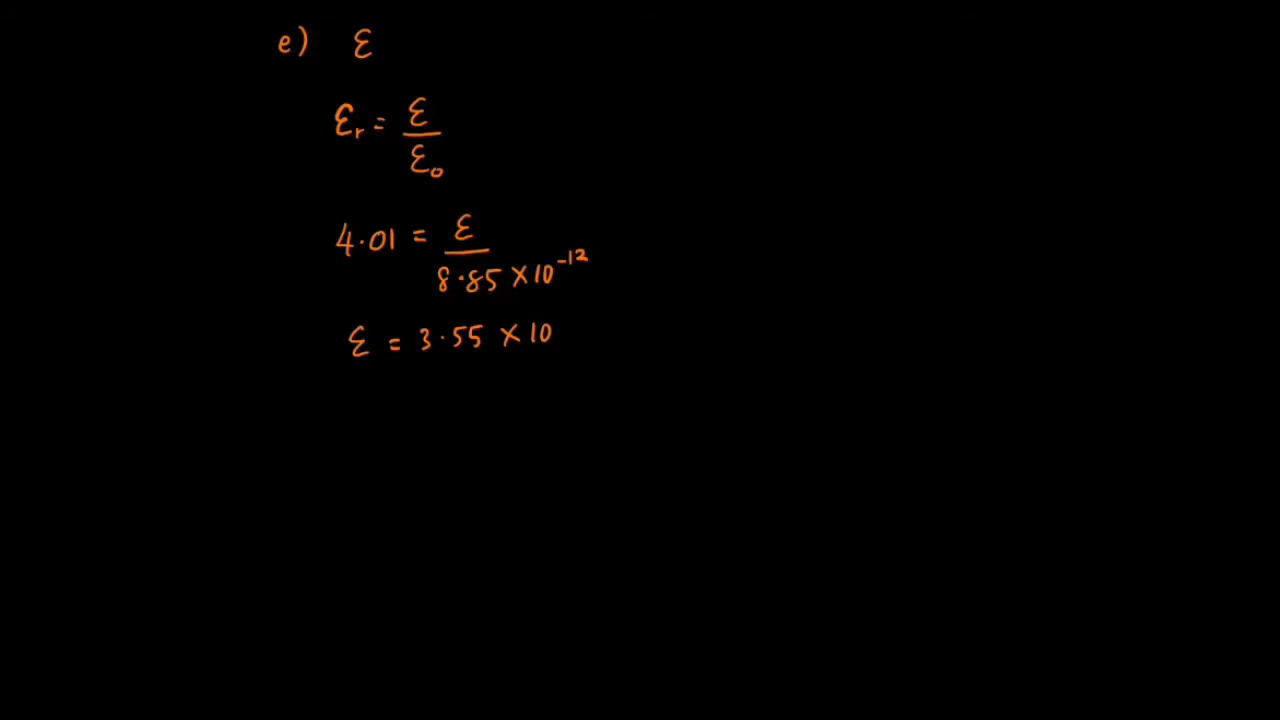 e) ε
εr = ε / ε₀
4.01 = ε / 8.85 × 10⁻¹²
ε = 3.55 × 10